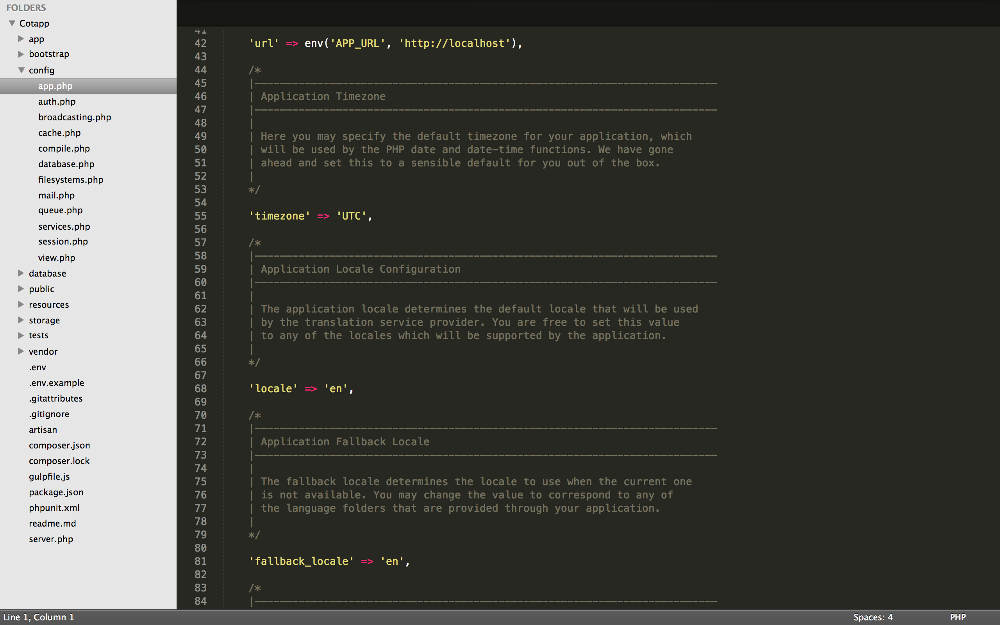 FOLDERS
Cotapp
app
bootstrap
config
app.php
auth.php
broadcasting.php
cache.php
compile.php
database.php
filesystems.php
mail.php
queue.php
services.php
session.php
view.php
database
public
resources
storage
tests
vendor
.env
.env.example
.gitattributes
.gitignore
artisan
composer.json
composer.lock
gulpfile.js
package.json
phpunit.xml
readme.md
server.php
41
42 'url' => env('APP_URL', 'http://localhost'),
43
44 /*
45 |--------------------------------------------------------------------------
46 | Application Timezone
47 |--------------------------------------------------------------------------
48 |
49 | Here you may specify the default timezone for your application, which
50 | will be used by the PHP date and date-time functions. We have gone
51 | ahead and set this to a sensible default for you out of the box.
52 |
53 */
54
55 'timezone' => 'UTC',
56
57 /*
58 |--------------------------------------------------------------------------
59 | Application Locale Configuration
60 |--------------------------------------------------------------------------
61 |
62 | The application locale determines the default locale that will be used
63 | by the translation service provider. You are free to set this value
64 | to any of the locales which will be supported by the application.
65 |
66 */
67
68 'locale' => 'en',
69
70 /*
71 |--------------------------------------------------------------------------
72 | Application Fallback Locale
73 |--------------------------------------------------------------------------
74 |
75 | The fallback locale determines the locale to use when the current one
76 | is not available. You may change the value to correspond to any of
77 | the language folders that are provided through your application.
78 |
79 */
80
81 'fallback_locale' => 'en',
82
83 /*
84 |--------------------------------------------------------------------------
Line 1, Column 1
Spaces: 4
PHP